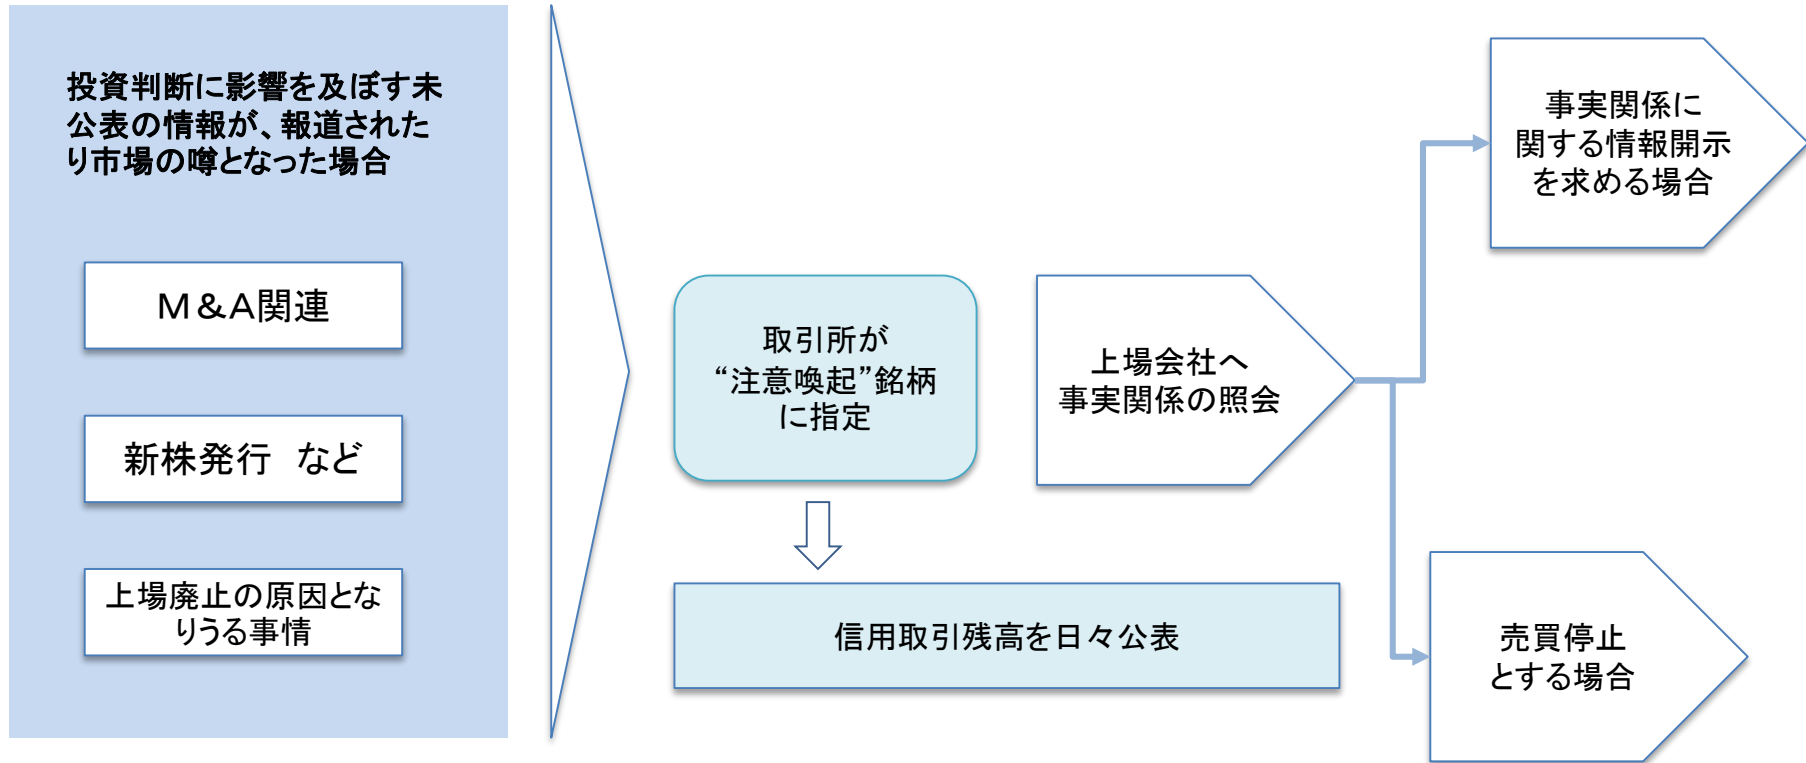 投資判断に影響を及ぼす未
公表の情報が、報道された
り市場の噂となった場合
M&A関連
新株発行　など
上場廃止の原因とな
りうる事情
取引所が
“注意喚起”銘柄
に指定
信用取引残高を日々公表
上場会社へ
事実関係の照会
事実関係に
関する情報開示
を求める場合
売買停止
とする場合